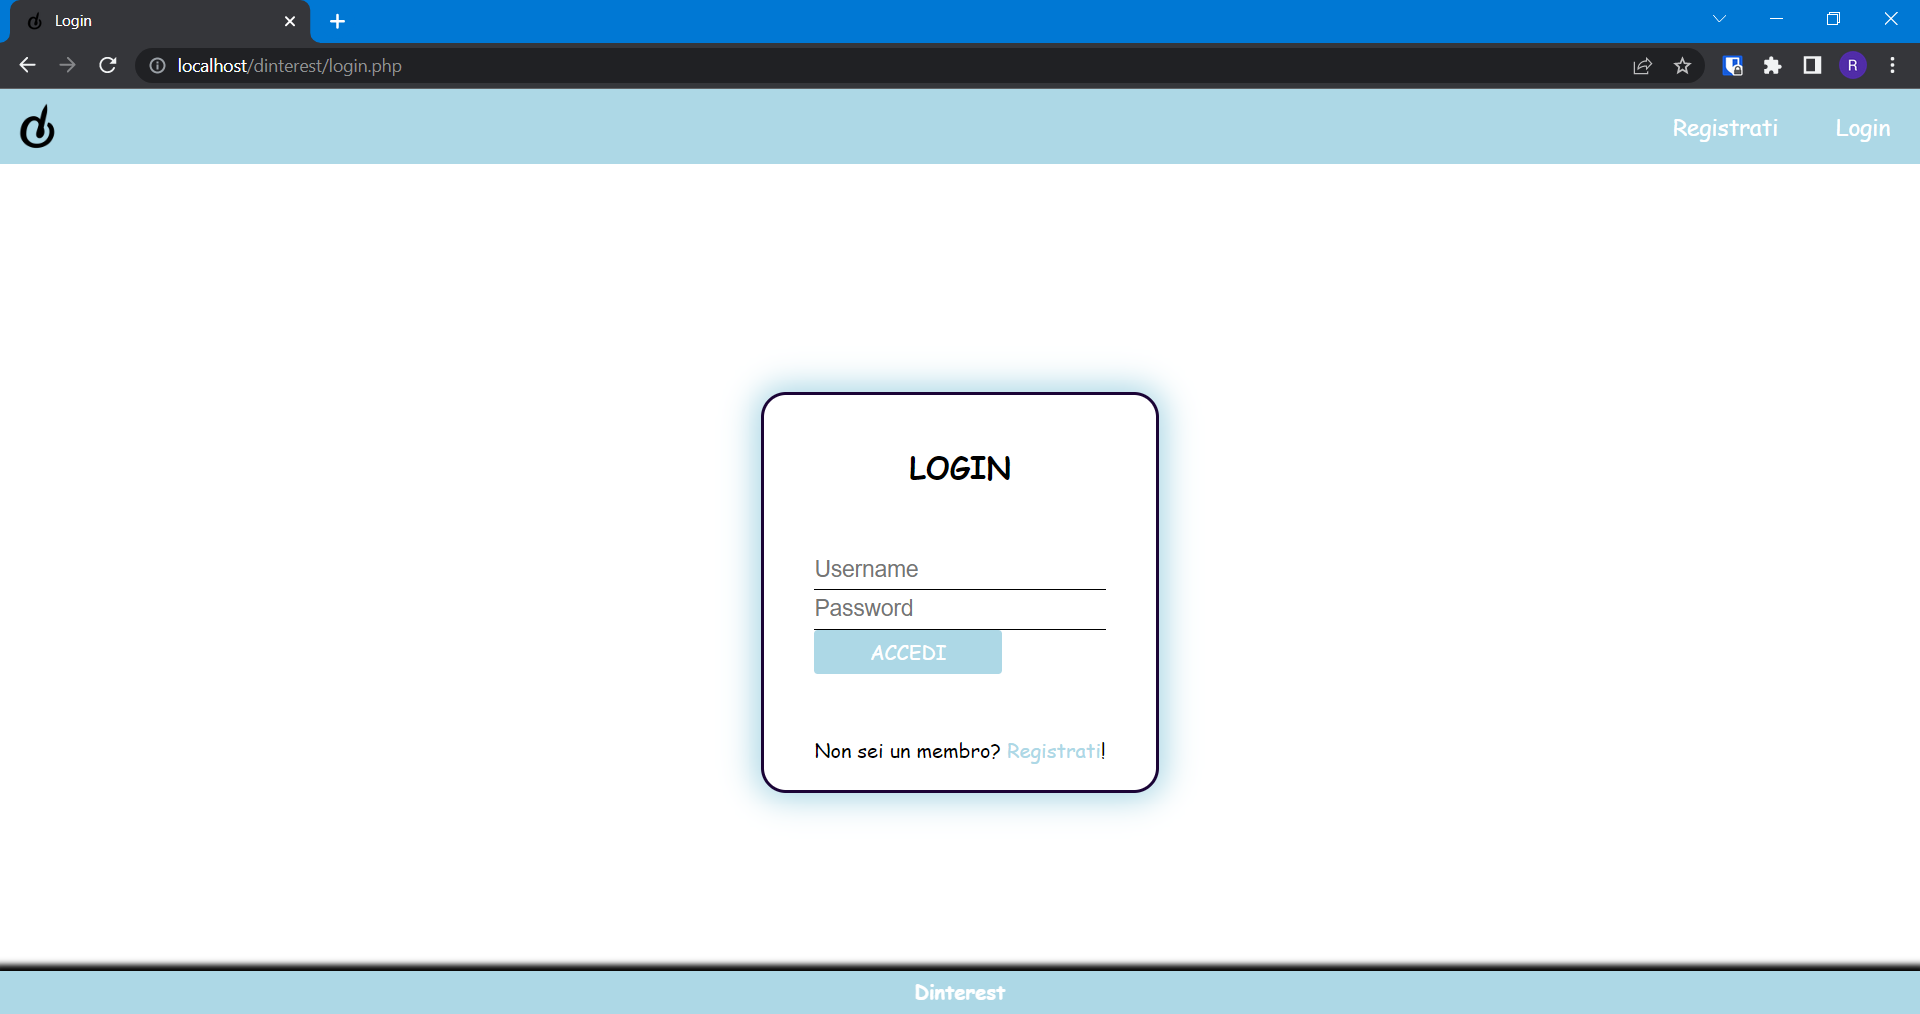 Login
localhost/dinterest/login.php
R
Registrati Login
LOGIN
Username
Password
ACCEDI
Non sei un membro? Registrati!
Dinterest